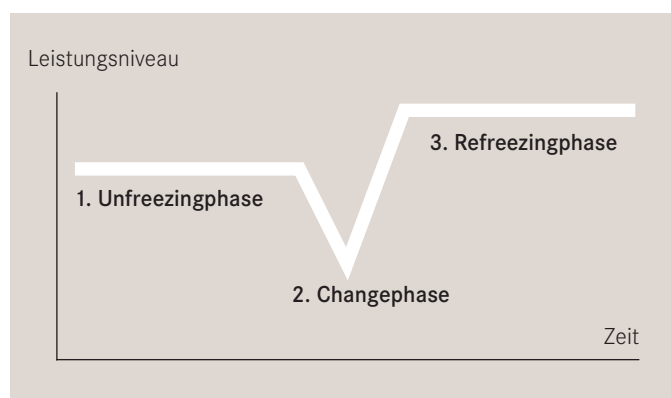 Leistungsniveau
3. Refreezingphase
1. Unfreezingphase
2. Changephase
Zeit